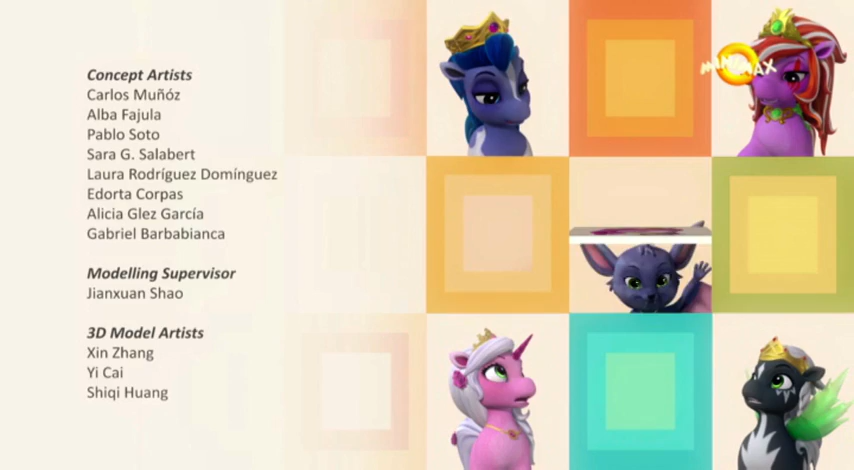 Concept Artists
Carlos Muñóz
Alba Fajula
Pablo Soto
Sara G. Salabert
Laura Rodríguez Domínguez
Edorta Corpas
Alicia Glez García
Gabriel Barbabianca
Modelling Supervisor
Jianxuan Shao
3D Model Artists
Xin Zhang
Yi Cai
Shiqi Huang
MINIMAX